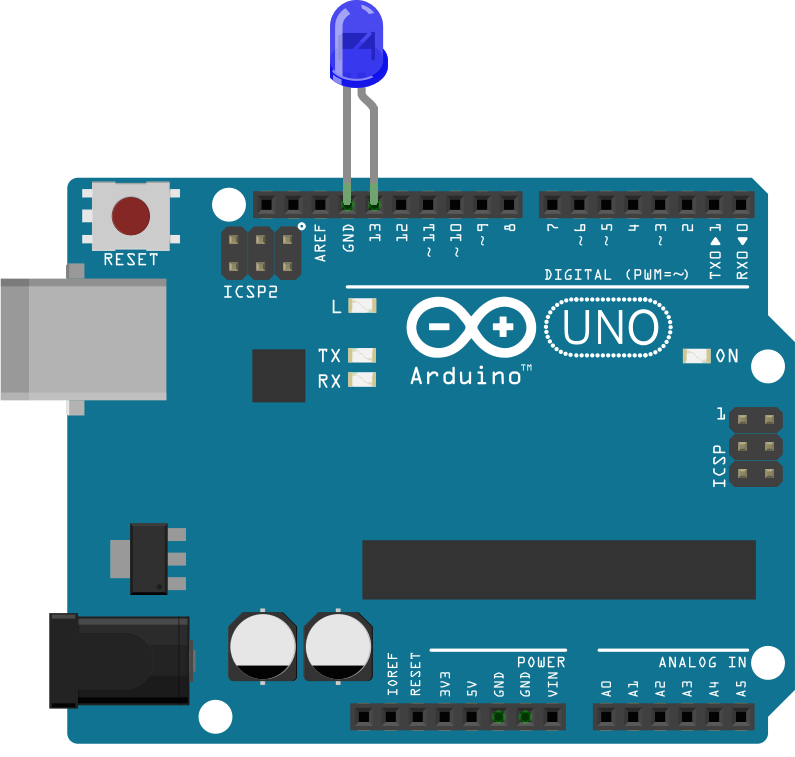 RESET
ICSP2
AREF
GND
13
12
~11
~10
~9
8
7
~6
~5
4
~3
2
TX0▶1
RX0◀0
DIGITAL (PWM=~)
L
TX
RX
Arduino™
UNO
ON
1
ICSP
IOREF
RESET
3V3
5V
GND
GND
VIN
POWER
ANALOG IN
A0
A1
A2
A3
A4
A5